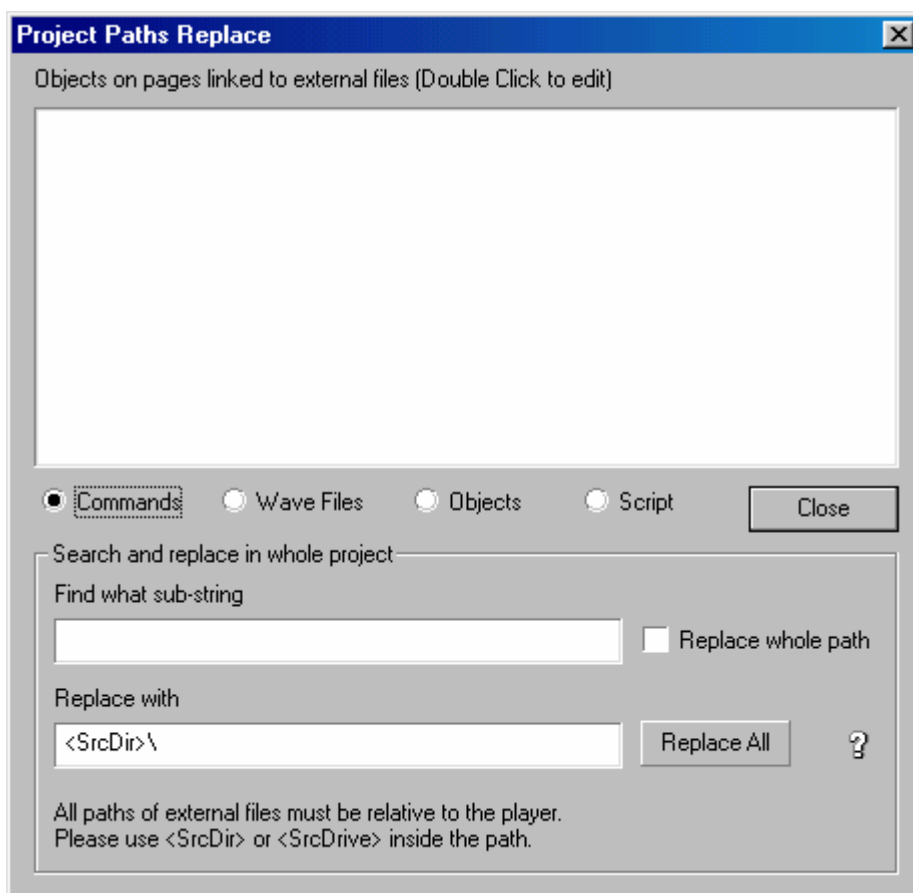 Project Paths Replace
Objects on pages linked to external files (Double Click to edit)
Commands Wave Files Objects Script Close
Search and replace in whole project
Find what sub-string
Replace whole path
Replace with
<SrcDir>\ Replace All ?
All paths of external files must be relative to the player.
Please use <SrcDir> or <SrcDrive> inside the path.